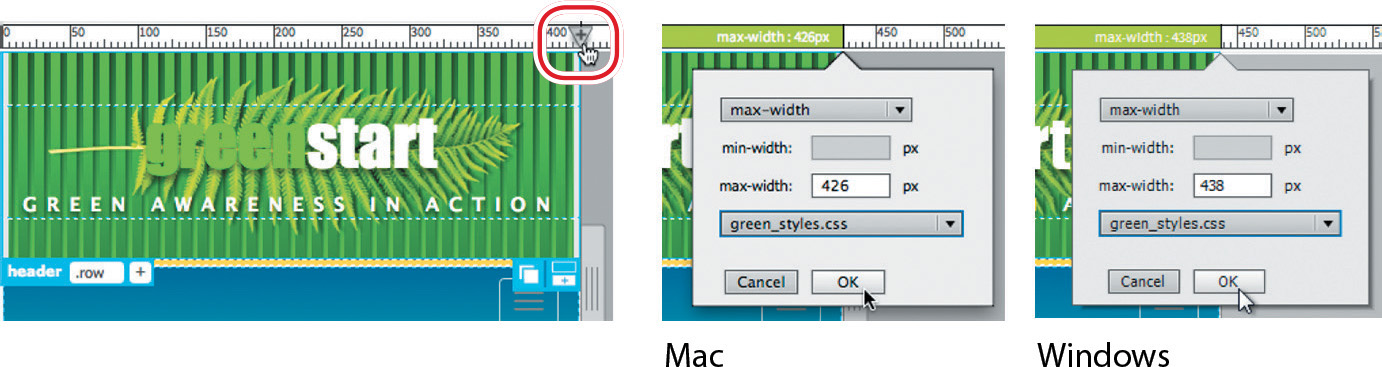 0 50 100 150 200 250 300 350 400
greenstart
GREEN AWARENESS IN ACTION
header .row +
max-width : 426px 450 500
max-width
min-width: px
max-width: 426 px
green_styles.css
Cancel OK
Mac
max-width : 438px 450 500
max-width
min-width: px
max-width: 438 px
green_styles.css
Cancel OK
Windows